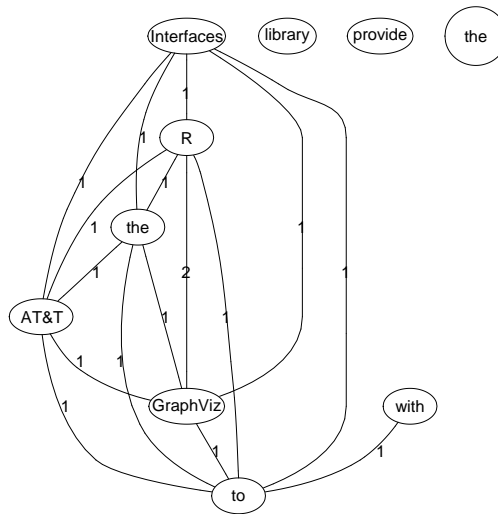 Interfaces library provide the
1
1 R
1 1
1 the
1 1 2 1 1
AT&T 1 1
1 1
1 GraphViz with
1 1
to